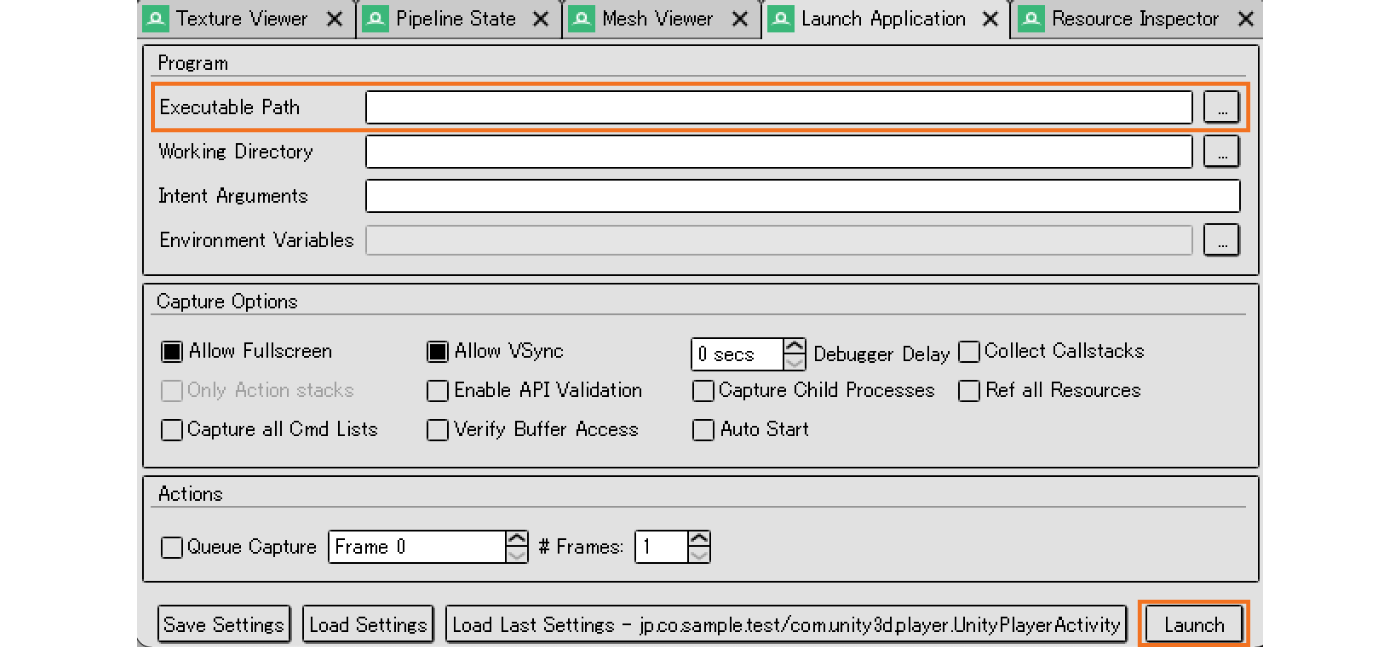 Texture Viewer Pipeline State Mesh Viewer Launch Application Resource Inspector
Program
Executable Path ...
Working Directory ...
Intent Arguments
Environment Variables ...
Capture Options
Allow Fullscreen Allow VSync 0 secs Debugger Delay Collect Callstacks
Only Action stacks Enable API Validation Capture Child Processes Ref all Resources
Capture all Cmd Lists Verify Buffer Access Auto Start
Actions
Queue Capture Frame 0 # Frames: 1
Save Settings Load Settings Load Last Settings - jp.co.sample.test/com.unity3d.player.UnityPlayerActivity Launch